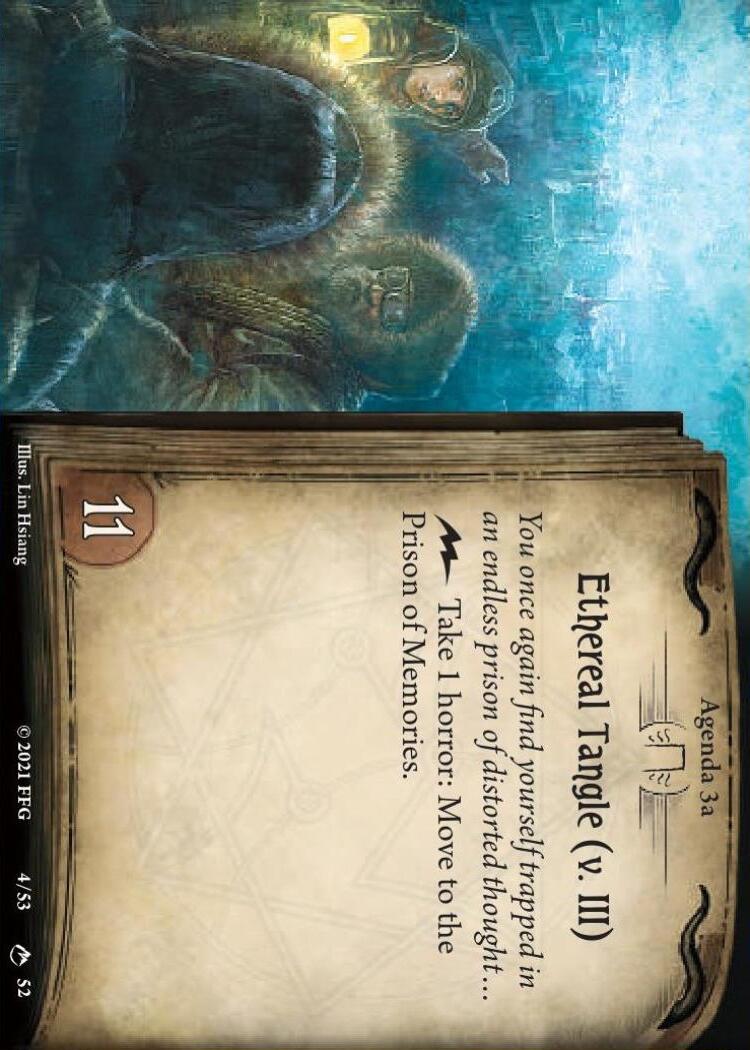 Agenda 3a
Ethereal Tangle (v. III)
You once again find yourself trapped in
an endless prison of distorted thought…
Take 1 horror: Move to the
Prison of Memories.
11
Illus. Lin Hsiang
© 2021 FFG
4/53
52